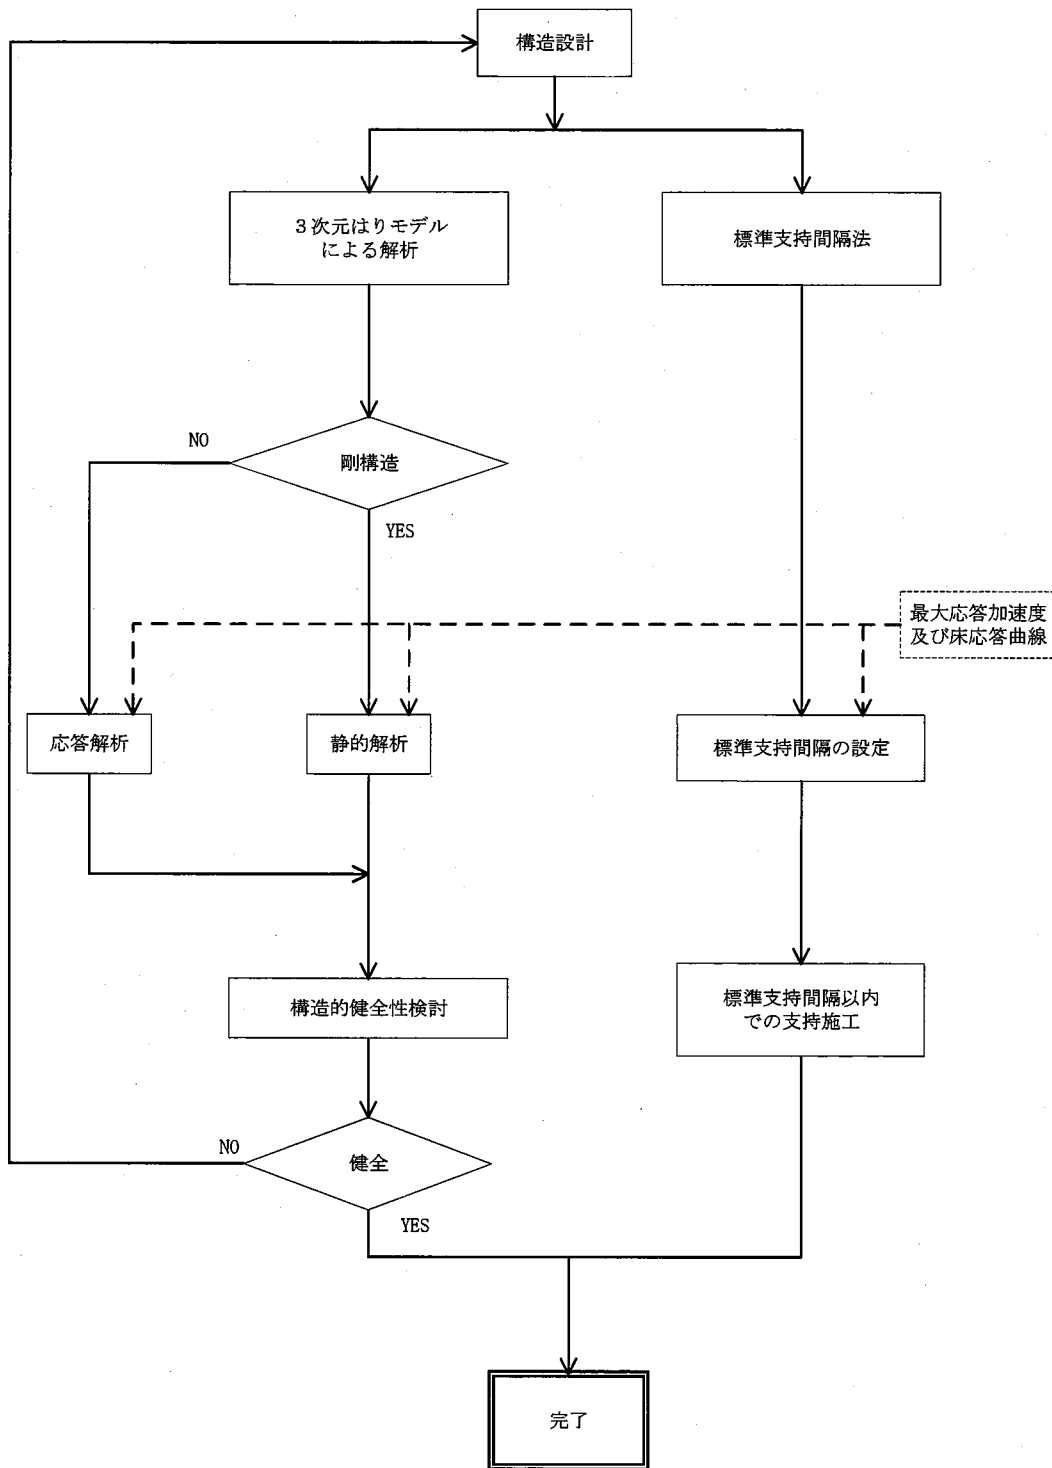 構造設計
3次元はりモデル
による解析
標準支持間隔法
NO
剛構造
YES
最大応答加速度
及び床応答曲線
応答解析
静的解析
標準支持間隔の設定
構造的健全性検討
標準支持間隔以内
での支持施工
NO
健全
YES
完了